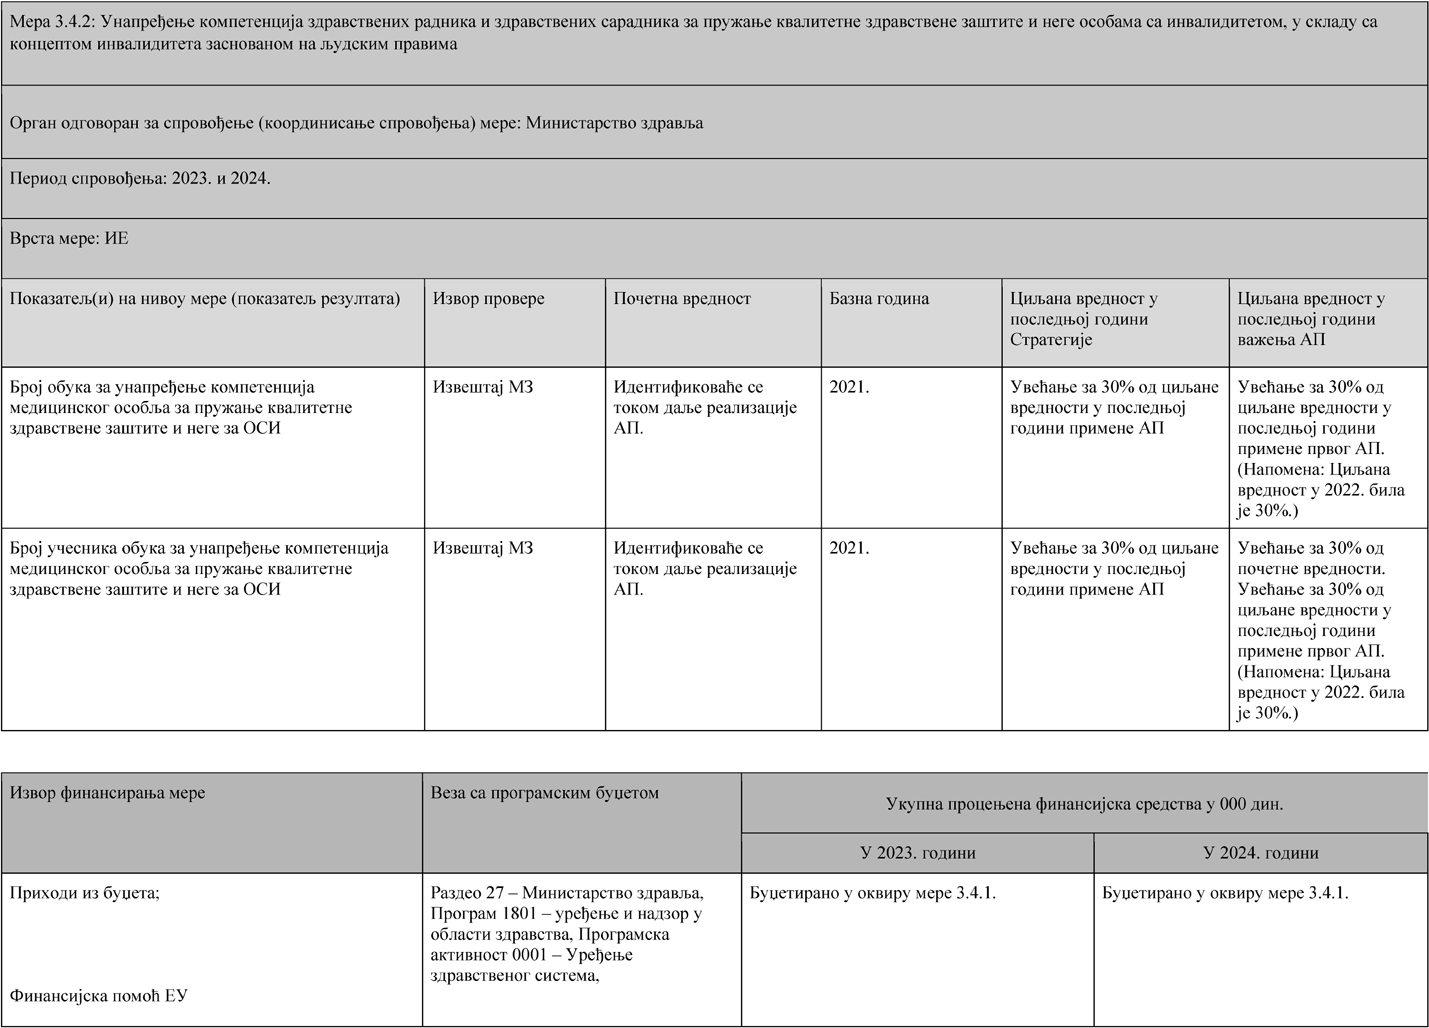 Мера 3.4.2: Унапређење компетенција здравствених радника и здравствених сарадника за пружање квалитетне здравствене заштите и неге особама са инвалидитетом, у складу са
концептом инвалидитета заснованом на људским правима
Орган одговоран за спровођење (координисање спровођења) мере: Министарство здравља
Период спровођења: 2023. и 2024.
Врста мере: ИЕ
Показатељ(и) на нивоу мере (показатељ резултата)
Извор провере
Почетна вредност
Базна година
Циљана вредност у
последњој години
Стратегије
Циљана вредност у
последњој години
важења АП
Број обука за унапређење компетенција
медицинског особља за пружање квалитетне
здравствене заштите и неге за ОСИ
Извештај МЗ
Идентификоваће се
током даље реализације
АП.
2021.
Увећање за 30% од циљане
вредности у последњој
години примене АП
Увећање за 30% од
циљане вредности у
последњој години
примене првог АП.
(Напомена: Циљана
вредност у 2022. била
је 30%.)
Број учесника обука за унапређење компетенција
медицинског особља за пружање квалитетне
здравствене заштите и неге за ОСИ
Извештај МЗ
Идентификоваће се
током даље реализације
АП.
2021.
Увећање за 30% од циљане
вредности у последњој
години примене АП
Увећање за 30% од
почетне вредности.
Увећање за 30% од
циљане вредности у
последњој години
примене првог АП.
(Напомена: Циљана
вредност у 2022. била
је 30%.)
Извор финансирања мере
Веза са програмским буџетом
Укупна процењена финансијска средства у 000 дин.
У 2023. години
У 2024. години
Приходи из буџета;
Финансијска помоћ ЕУ
Раздео 27 – Министарство здравља,
Програм 1801 – уређење и надзор у
области здравства, Програмска
активност 0001 – Уређење
здравственог система,
Буџетирано у оквиру мере 3.4.1.
Буџетирано у оквиру мере 3.4.1.